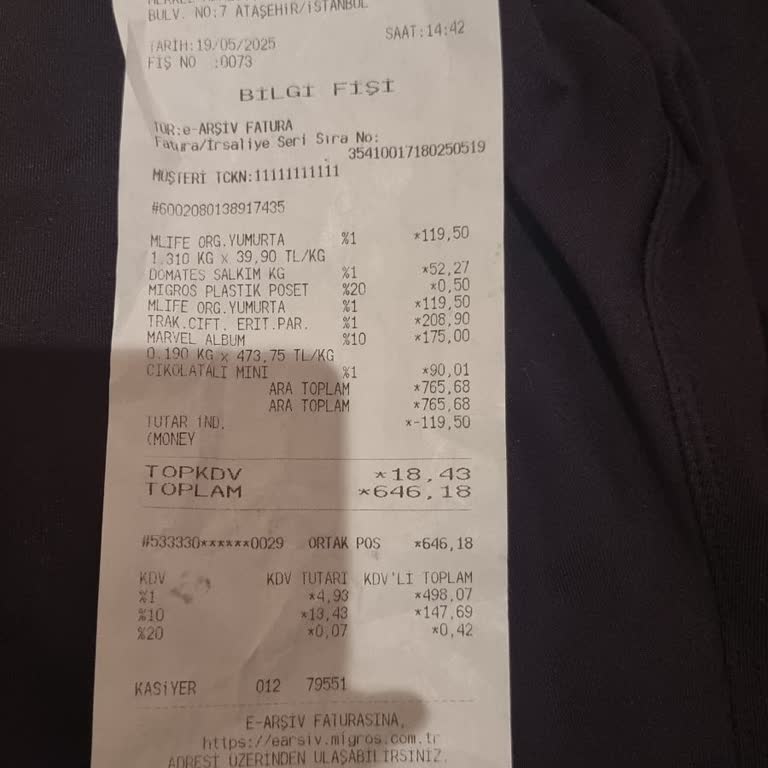 BULV. NO:7 ATAŞEHİR/İSTANBUL
TARİH:19/05/2025 SAAT:14:42
FİŞ NO :0073
BİLGİ FİŞİ
TÜR:e-ARŞİV FATURA
Fatura/İrsaliye Seri Sıra No:
35410017180250519
MÜŞTERİ TCKN:11111111111
#6002080138917435
MLIFE ORG.YUMURTA %1 *119,50
1.310 KG x 39,90 TL/KG
DOMATES SALKIM KG %1 *52,27
MIGROS PLASTIK POSET %20 *0,50
MLIFE ORG.YUMURTA %1 *119,50
TRAK.CIFT. ERIT.PAR. %1 *208,90
MARVEL ALBUM %10 *175,00
0.190 KG x 473,75 TL/KG
CIKOLATALI MINI %1 *90,01
ARA TOPLAM *765,68
ARA TOPLAM *765,68
TUTAR İND. *-119,50
(MONEY
TOPKDV *18,43
TOPLAM *646,18
#533330******0029 ORTAK POS *646,18
KDV KDV TUTARI KDV'Lİ TOPLAM
%1 *4,93 *498,07
%10 *13,43 *147,69
%20 *0,07 *0,42
KASİYER 012 79551
E-ARŞİV FATURASINA,
https://earsiv.migros.com.tr
ADRESİ ÜZERİNDEN ULAŞABİLİRSİNİZ.